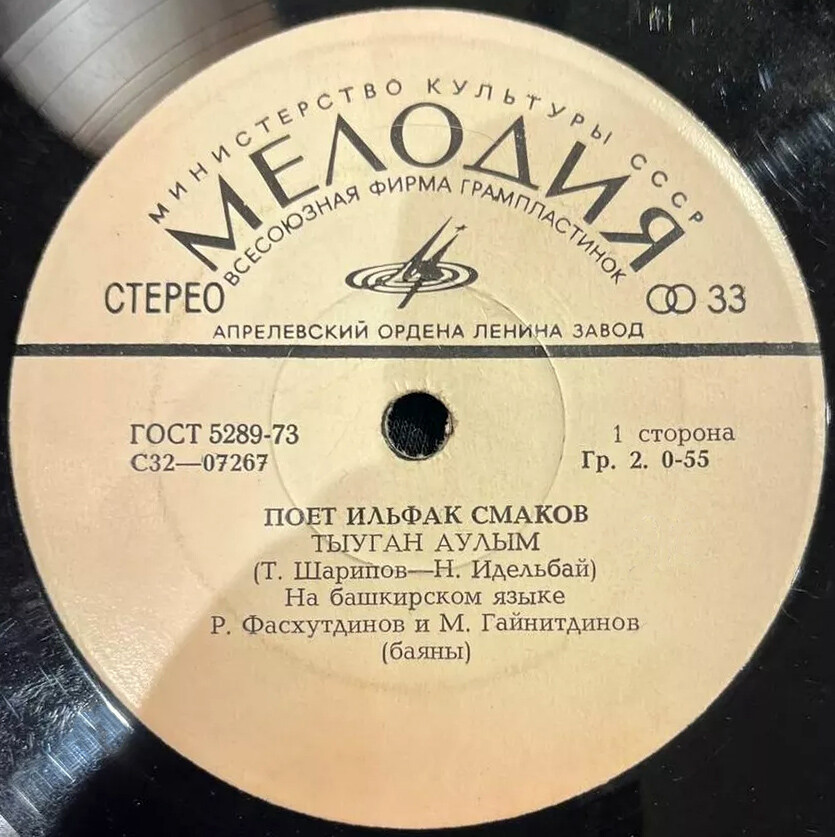 МИНИСТЕРСТВО КУЛЬТУРЫ СССР
МЕЛОДИЯ
ВСЕСОЮЗНАЯ ФИРМА ГРАМПЛАСТИНОК
СТЕРЕО
33
АПРЕЛЕВСКИЙ ОРДЕНА ЛЕНИНА ЗАВОД
ГОСТ 5289-73
1 сторона
С32—07267
Гр. 2. 0-55
ПОЕТ ИЛЬФАК СМАКОВ
ТЫУГАН АУЛЫМ
(Т. Шарипов—Н. Идельбай)
На башкирском языке
Р. Фасхутдинов и М. Гайнитдинов
(баяны)